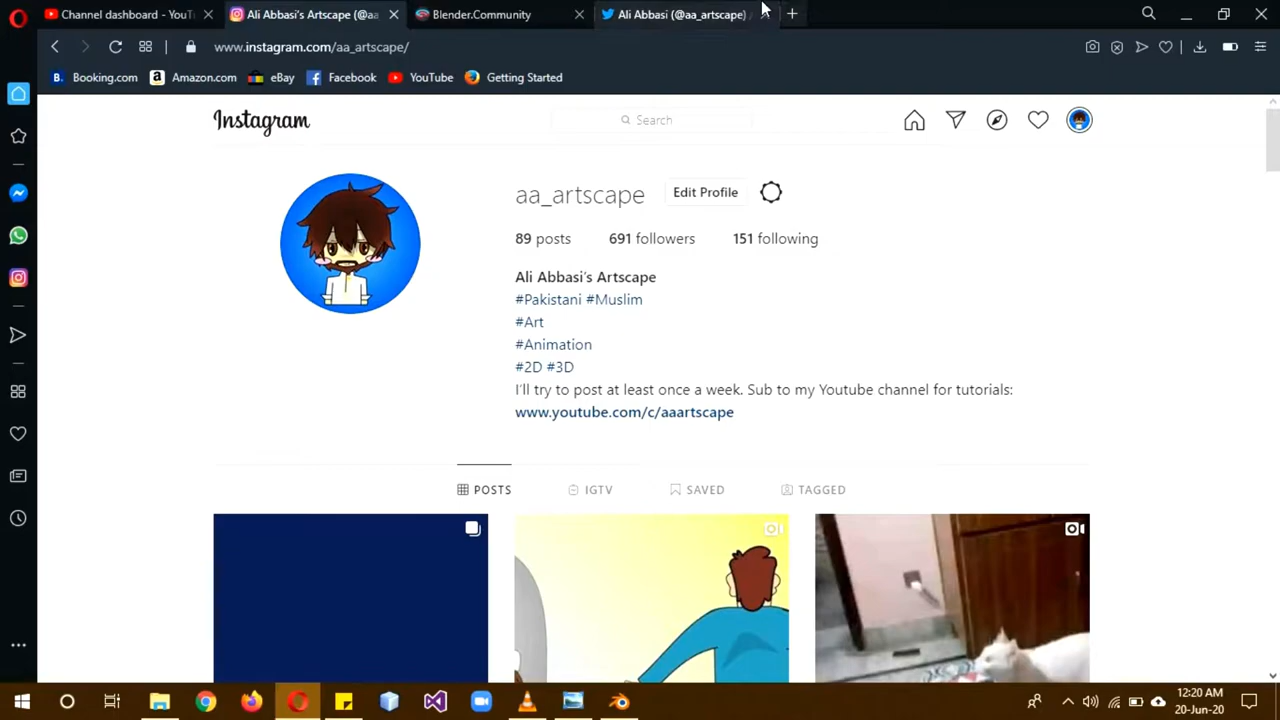 Channel dashboard - YouT
Ali Abbasi's Artscape (@aa
Blender.Community
Ali Abbasi (@aa_artscape)
www.instagram.com/aa_artscape/
B. Booking.com
Amazon.com
eBay
Facebook
YouTube
Getting Started
Instagram
Search
aa_artscape
Edit Profile
89 posts 691 followers 151 following
Ali Abbasi's Artscape
#Pakistani #Muslim
#Art
#Animation
#2D #3D
I'll try to post at least once a week. Sub to my Youtube channel for tutorials:
www.youtube.com/c/aaartscape
POSTS
IGTV
SAVED
TAGGED
12:20 AM
20-Jun-20